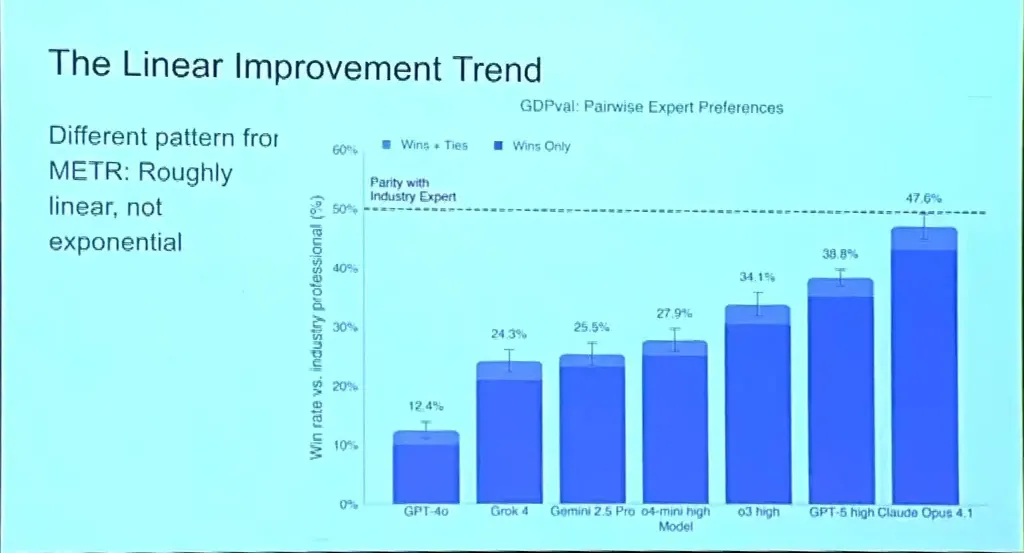 The Linear Improvement Trend
Different pattern fror
METR: Roughly
linear, not
exponential
GDPval: Pairwise Expert Preferences
Wins + Ties
Wins Only
Win rate vs. industry professional (%)
60%
50%
40%
30%
20%
10%
0%
Parity with
Industry Expert
12.4%
24.3%
25.5%
27.9%
34.1%
38.8%
47.6%
GPT-4o Grok 4 Gemini 2.5 Pro o4-mini high o3 high GPT-5 high Claude Opus 4.1
Model